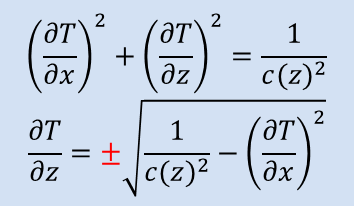 (∂T/∂x)² + (∂T/∂z)² = 1/c(z)²
∂T/∂z = ±√(1/c(z)² − (∂T/∂x)²)